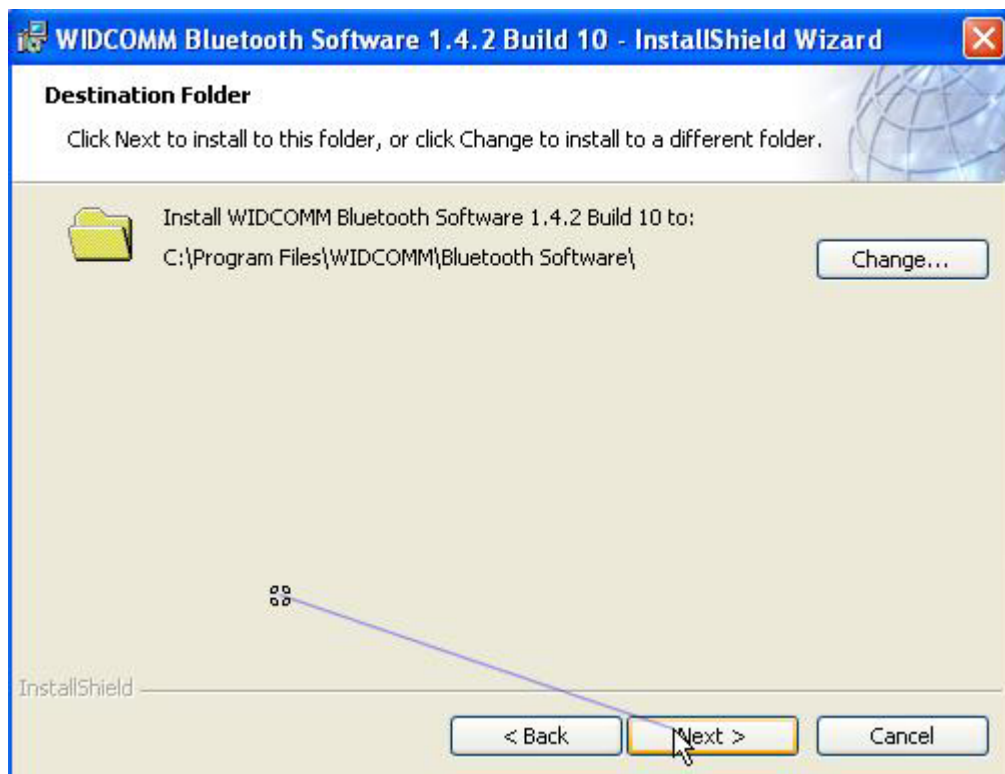 WIDCOMM Bluetooth Software 1.4.2 Build 10 - InstallShield Wizard
Destination Folder
Click Next to install to this folder, or click Change to install to a different folder.
Install WIDCOMM Bluetooth Software 1.4.2 Build 10 to:
C:\Program Files\WIDCOMM\Bluetooth Software\
Change...
InstallShield
< Back
Next >
Cancel